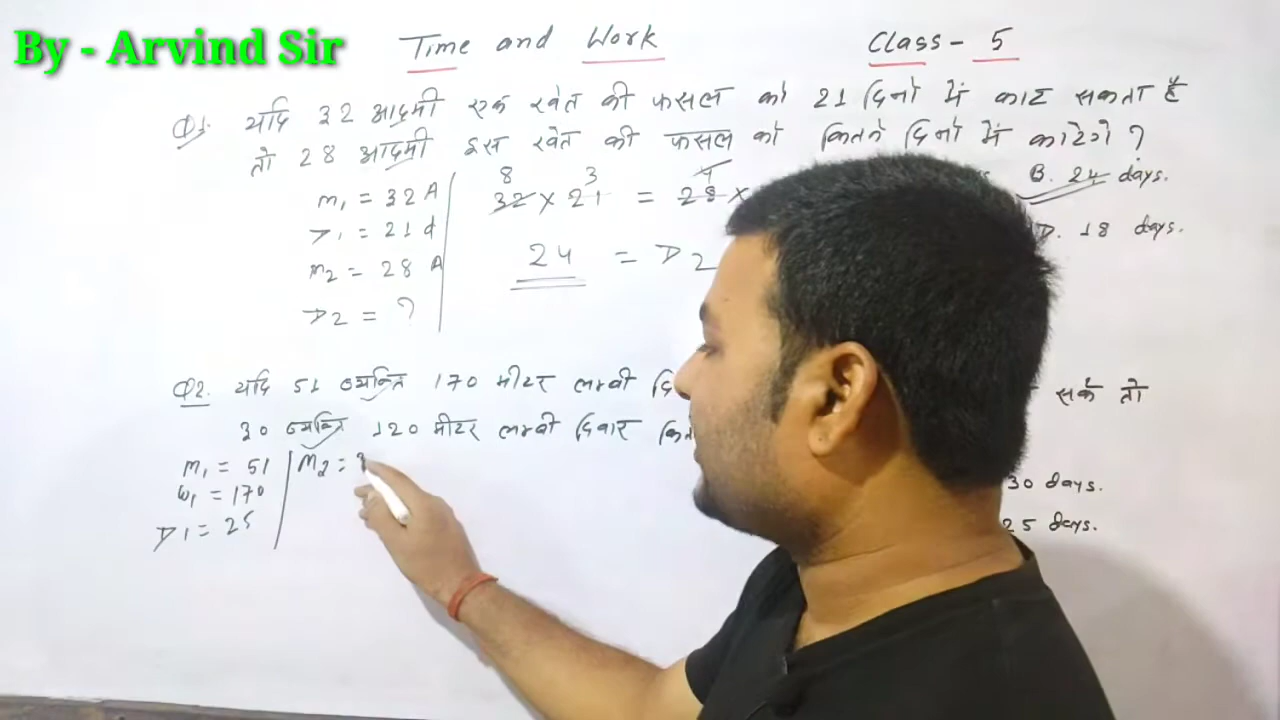 By - Arvind Sir
Time and Work
Class - 5
Q1. यदि 32 आदमी एक खेत की फसल को 21 दिनों में काट सकता है
तो 28 आदमी इस खेत की फसल को कितने दिनों में काटेंगे ?
M1 = 32 A
D1 = 21 d
M2 = 28 A
D2 = ?
8 3 4
32 × 21 = 28 ×
24 = D2
B. 24 days.
D. 18 days.
Q2. यदि 51 व्यक्ति 170 मीटर लम्बी सके तो
30 व्यक्ति 120 मीटर लम्बी दिवार
M1 = 51
W1 = 170
D1 = 25
M2 =
30 days.
25 days.